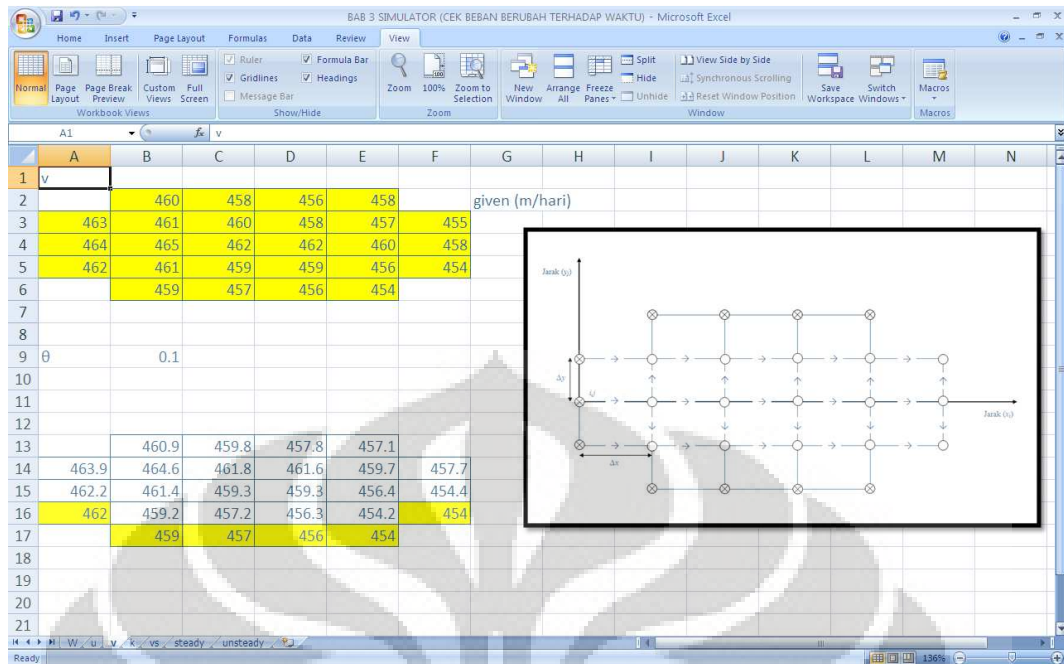 BAB 3 SIMULATOR (CEK BEBAN BERUBAH TERHADAP WAKTU) - Microsoft Excel
Home Insert Page Layout Formulas Data Review View
Normal Page Layout Page Break Preview Custom Views Full Screen
Workbook Views
Ruler Formula Bar
Gridlines Headings
Message Bar
Show/Hide
Zoom 100% Zoom to Selection
Zoom
New Window Arrange All Freeze Panes
Split View Side by Side
Hide Synchronous Scrolling
Unhide Reset Window Position
Save Workspace Switch Windows
Window
Macros
Macros
A1 fx v
A B C D E F G H I J K L M N
1 v
2 460 458 456 458 given (m/hari)
3 463 461 460 458 457 455
4 464 465 462 462 460 458
5 462 461 459 459 456 454
6 459 457 456 454
7
8
9 θ 0.1
10
11
12
13 460.9 459.8 457.8 457.1
14 463.9 464.6 461.8 461.6 459.7 457.7
15 462.2 461.4 459.3 459.3 456.4 454.4
16 462 459.2 457.2 456.3 454.2 454
17 459 457 456 454
18
19
20
21
Jarak (yⱼ)
Δy
U
Jarak (xᵢ)
Δx
W u v k vs steady unsteady
Ready 136%